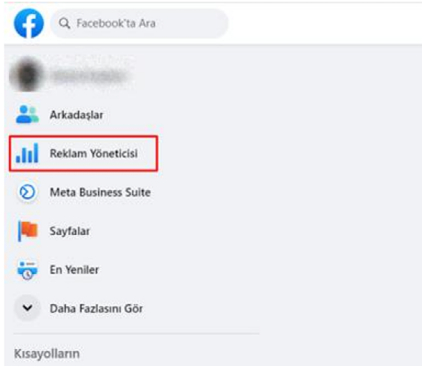 Facebook'ta Ara
Arkadaşlar
Reklam Yöneticisi
Meta Business Suite
Sayfalar
En Yeniler
Daha Fazlasını Gör
Kısayolların